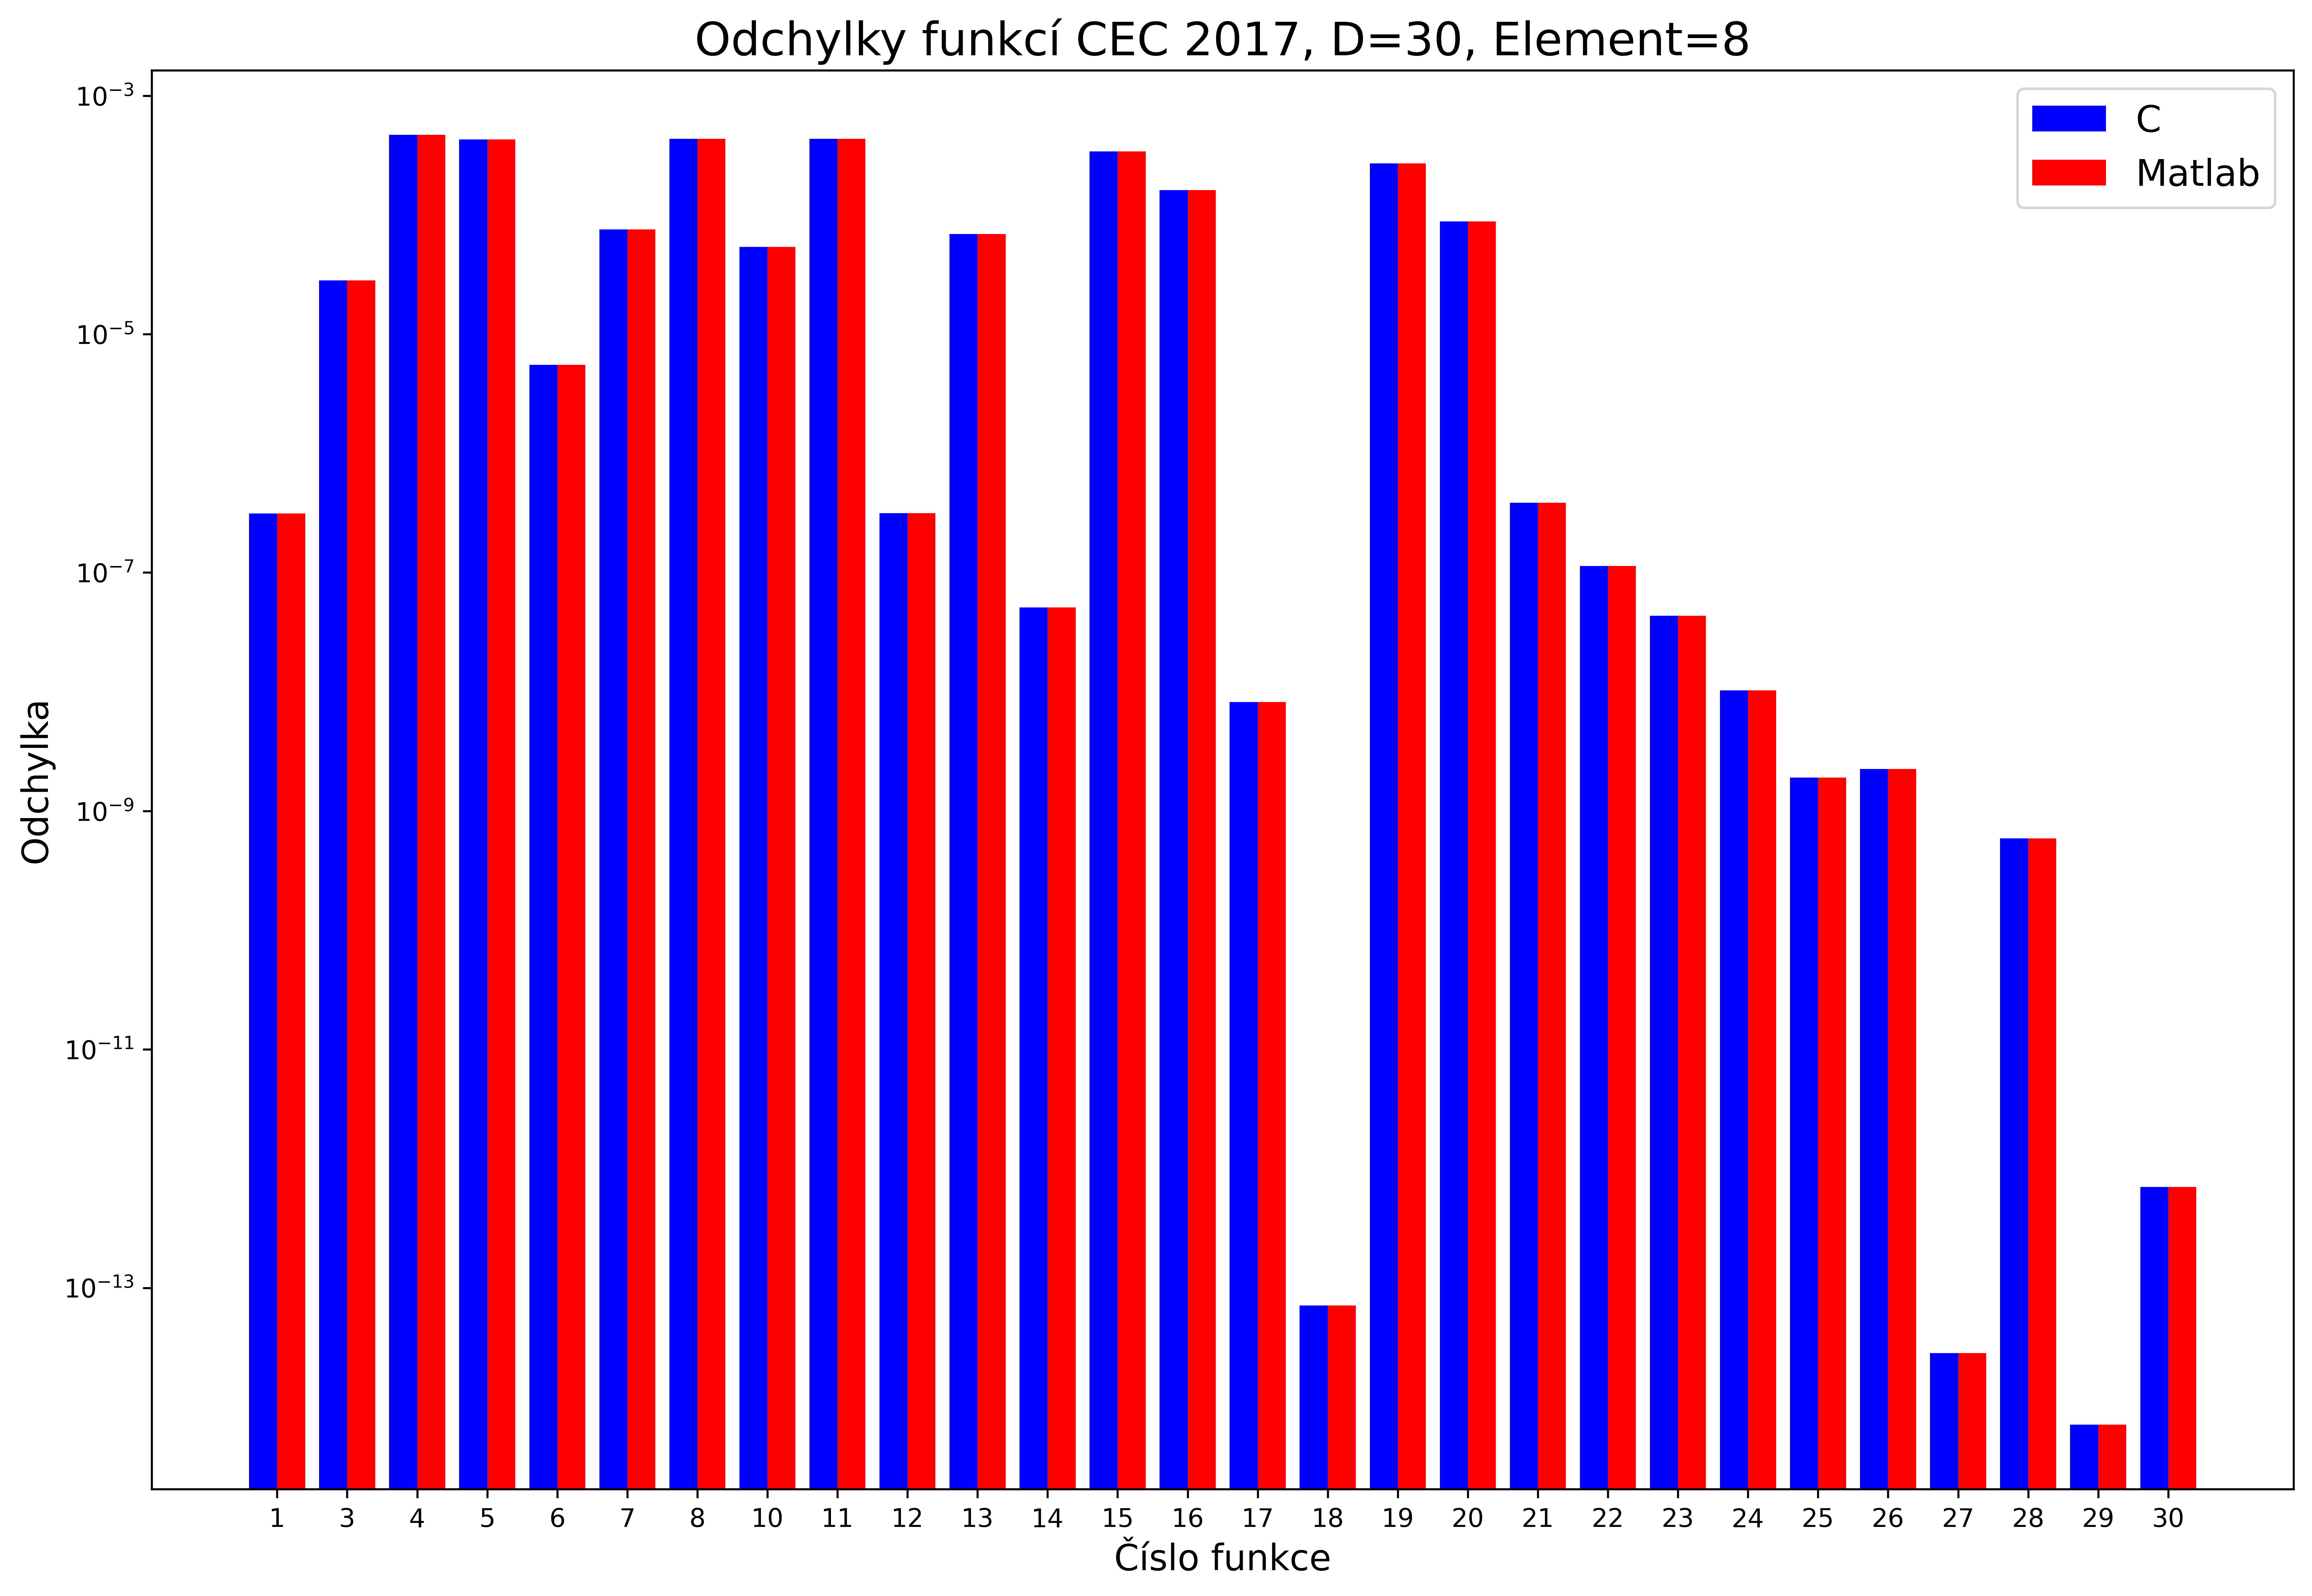 Odchylky funkcí CEC 2017, D=30, Element=8
C
Matlab
10⁻³
10⁻⁵
10⁻⁷
10⁻⁹
10⁻¹¹
10⁻¹³
Odchylka
1 3 4 5 6 7 8 10 11 12 13 14 15 16 17 18 19 20 21 22 23 24 25 26 27 28 29 30
Číslo funkce